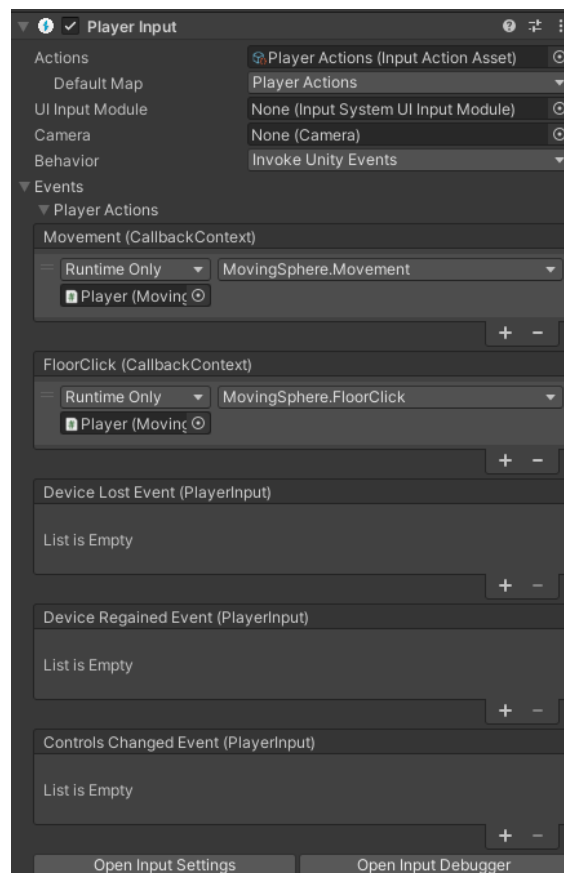 Player Input
Actions Player Actions (Input Action Asset)
Default Map Player Actions
UI Input Module None (Input System UI Input Module)
Camera None (Camera)
Behavior Invoke Unity Events
Events
Player Actions
Movement (CallbackContext)
Runtime Only MovingSphere.Movement
Player (Moving
+ −
FloorClick (CallbackContext)
Runtime Only MovingSphere.FloorClick
Player (Moving
+ −
Device Lost Event (PlayerInput)
List is Empty
+ −
Device Regained Event (PlayerInput)
List is Empty
+ −
Controls Changed Event (PlayerInput)
List is Empty
+ −
Open Input Settings Open Input Debugger